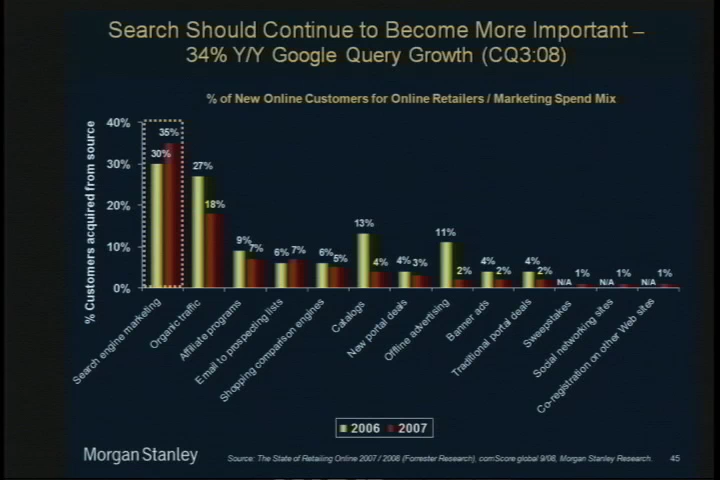 Search Should Continue to Become More Important –
34% Y/Y Google Query Growth (CQ3:08)
% of New Online Customers for Online Retailers / Marketing Spend Mix
% Customers acquired from source
40%
30%
20%
10%
0%
30%
35%
27%
18%
9%
7%
6%
7%
6%
5%
13%
4%
4%
3%
11%
2%
4%
2%
4%
2%
N/A
1%
N/A
1%
N/A
1%
Search engine marketing
Organic traffic
Affiliate programs
Email to prospecting lists
Shopping comparison engines
Catalogs
New portal deals
Offline advertising
Banner ads
Traditional portal deals
Sweepstakes
Social networking sites
Co-registration on other Web sites
2006 2007
Morgan Stanley
Source: The State of Retailing Online 2007 / 2008 (Forrester Research), comScore global 9/08, Morgan Stanley Research.
45